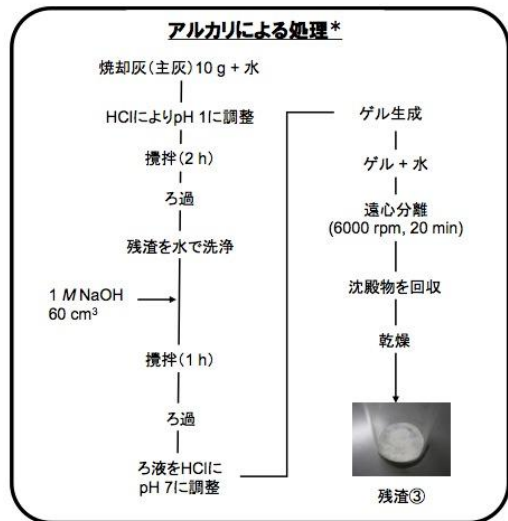 アルカリによる処理*
焼却灰(主灰)10 g + 水
HClによりpH 1に調整
攪拌(2 h)
ろ過
残渣を水で洗浄
1 M NaOH
60 cm³
攪拌(1 h)
ろ過
ろ液をHClに
pH 7に調整
ゲル生成
ゲル + 水
遠心分離
(6000 rpm, 20 min)
沈殿物を回収
乾燥
残渣③